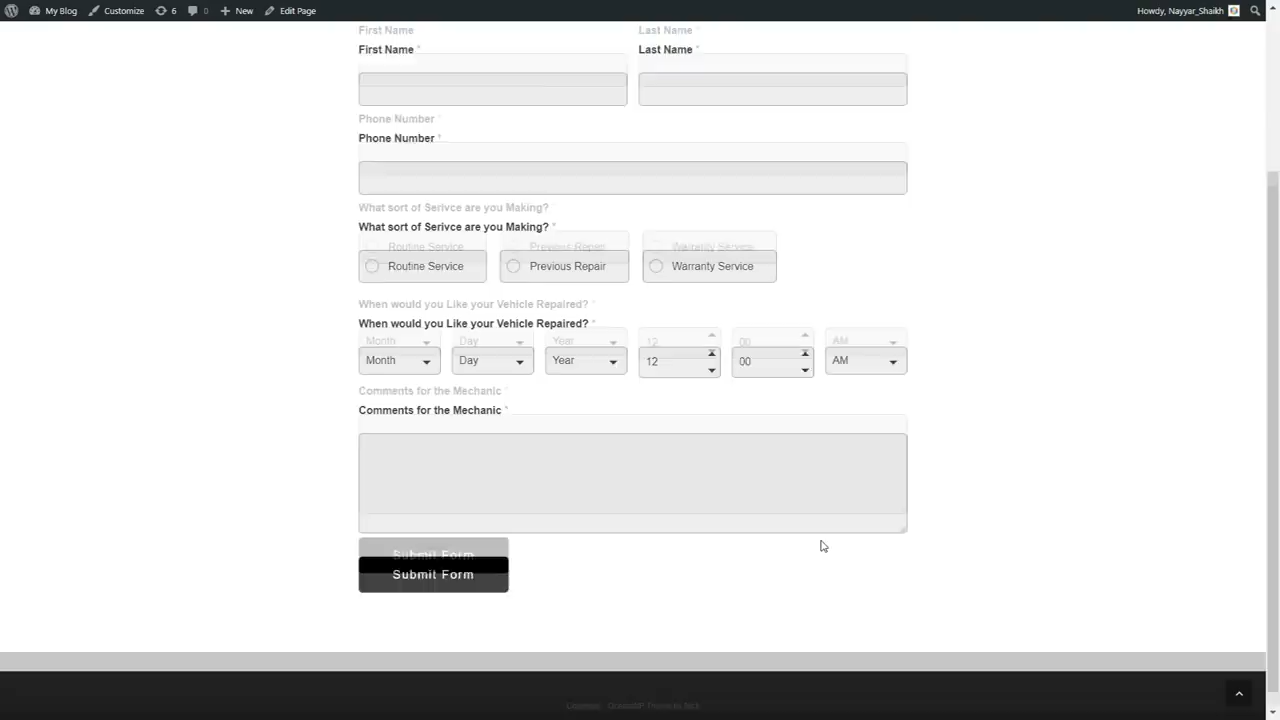 My Blog Customize 6 0 New Edit Page Howdy, Nayyar_Shaikh
First Name Last Name
First Name * Last Name *
Phone Number
Phone Number *
What sort of Serivce are you Making?
What sort of Serivce are you Making? *
Routine Service Previous Repair Warranty Service
Routine Service Previous Repair Warranty Service
When would you Like your Vehicle Repaired? *
When would you Like your Vehicle Repaired? *
Month Day Year 12 00 AM
Month Day Year 12 00 AM
Comments for the Mechanic *
Comments for the Mechanic *
Submit Form
Submit Form